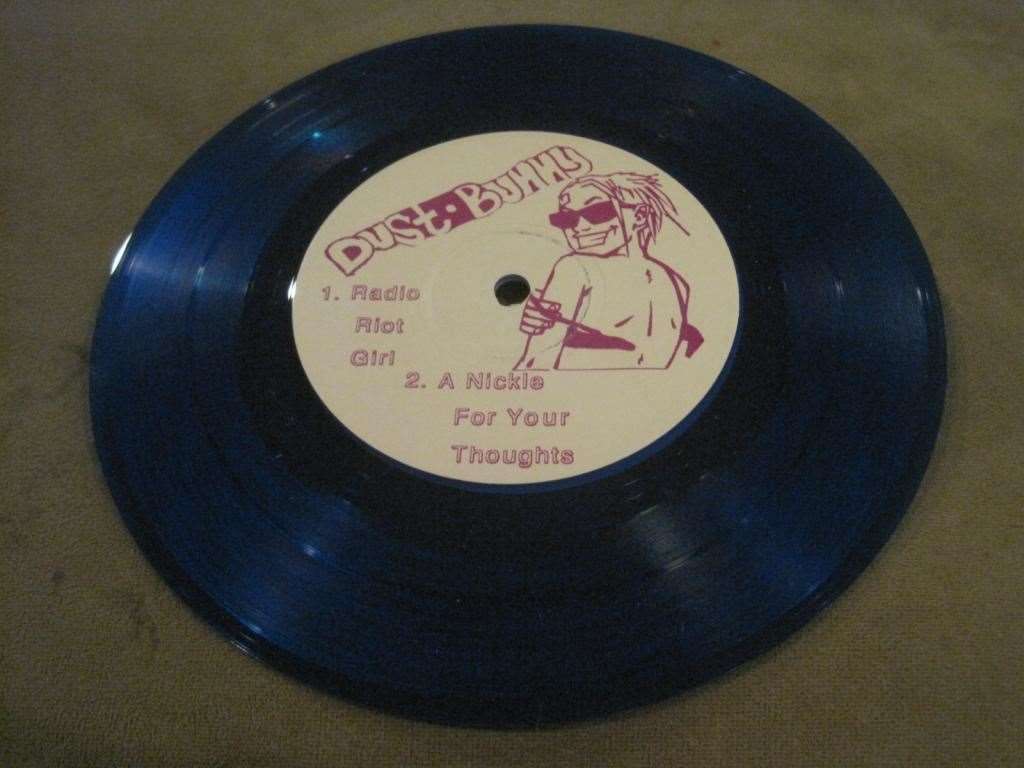 Dust·Bunny
1. Radio
Riot
Girl
2. A Nickle
For Your
Thoughts